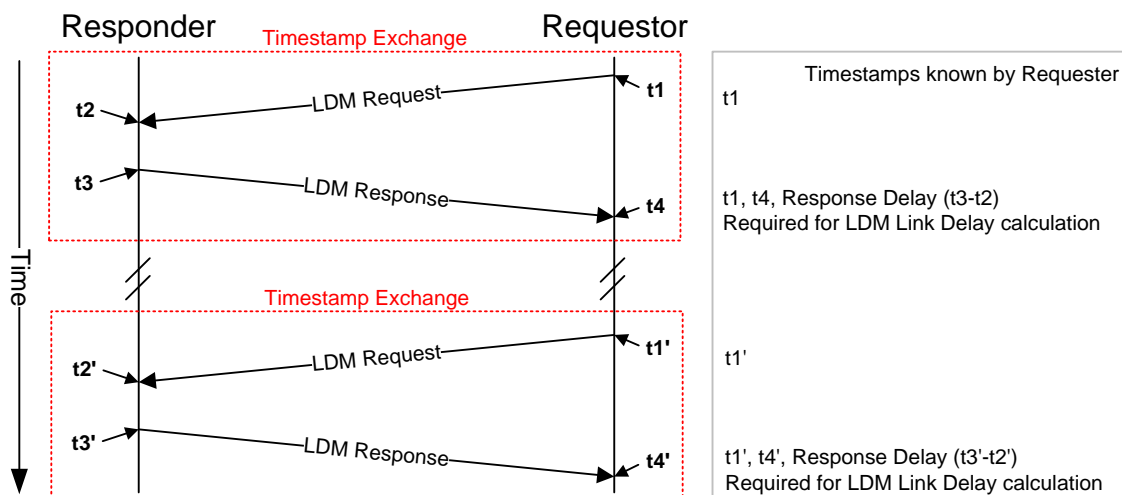 Responder
Requestor
Timestamp Exchange
Timestamps known by Requester
t1
LDM Request
t1
t2
t3
LDM Response
t4
t1, t4, Response Delay (t3-t2)
Required for LDM Link Delay calculation
Time
Timestamp Exchange
t1'
LDM Request
t1'
t2'
t3'
LDM Response
t4'
t1', t4', Response Delay (t3'-t2')
Required for LDM Link Delay calculation